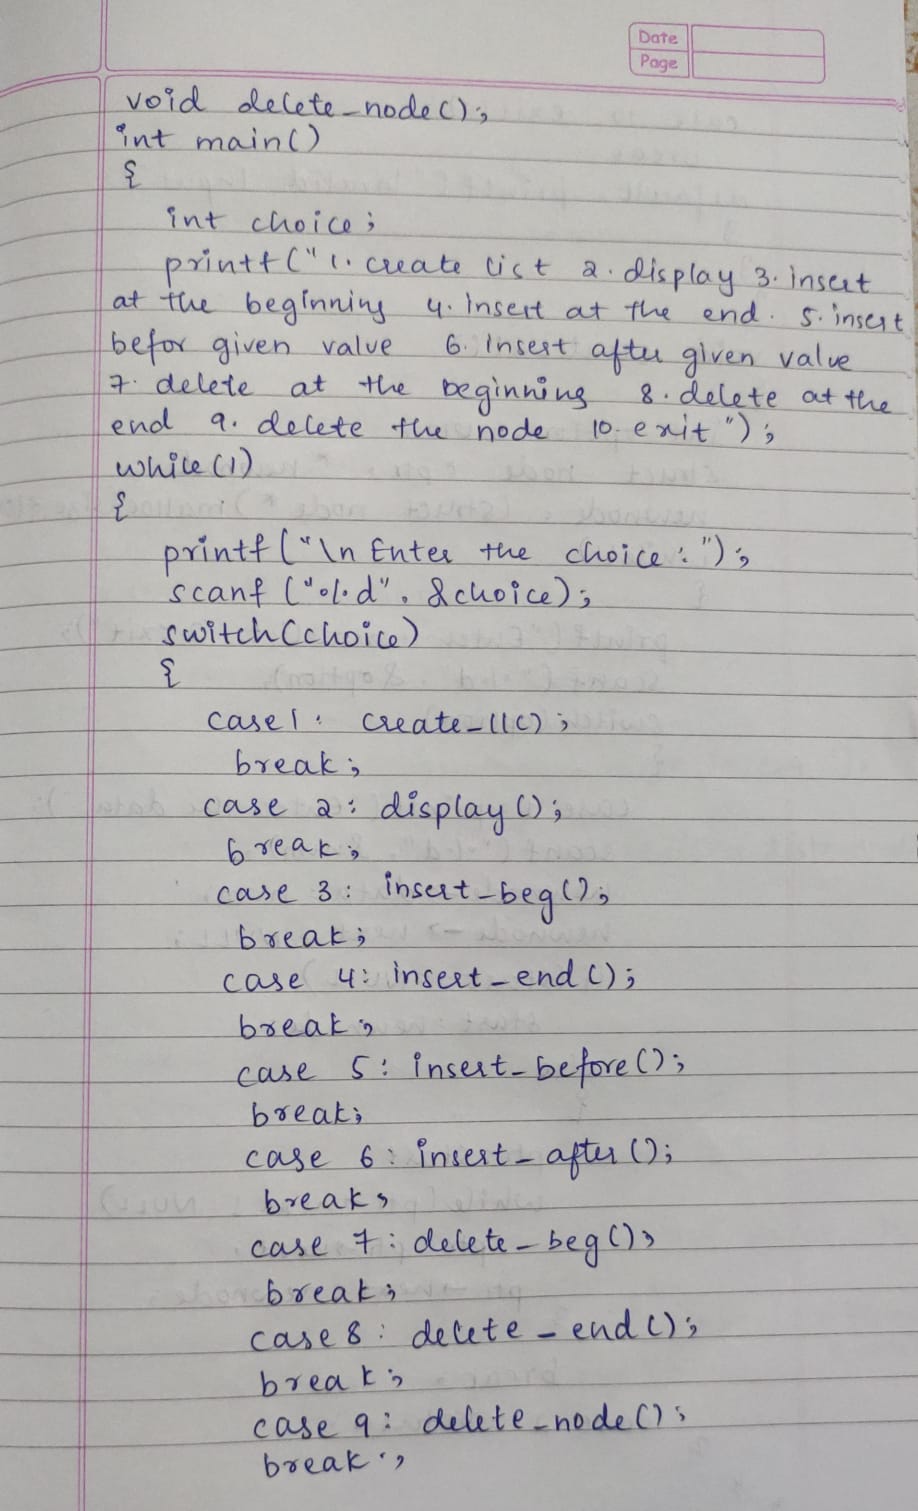 Date
Page
void delete_node();
int main()
{
int choice;
printf("1. create list 2. display 3. insert
at the beginning 4. insert at the end. 5. insert
befor given value 6. insert after given value
7. delete at the beginning 8. delete at the
end 9. delete the node 10. exit");
while(1)
{
printf("\n Enter the choice:");
scanf("%d", &choice);
switch(choice)
{
case 1: create_ll();
break;
case 2: display();
break;
case 3: insert_beg();
break;
case 4: insert_end();
break;
case 5: insert_before();
break;
case 6: insert_after();
break;
case 7: delete_beg();
break;
case 8: delete_end();
break;
case 9: delete_node();
break;